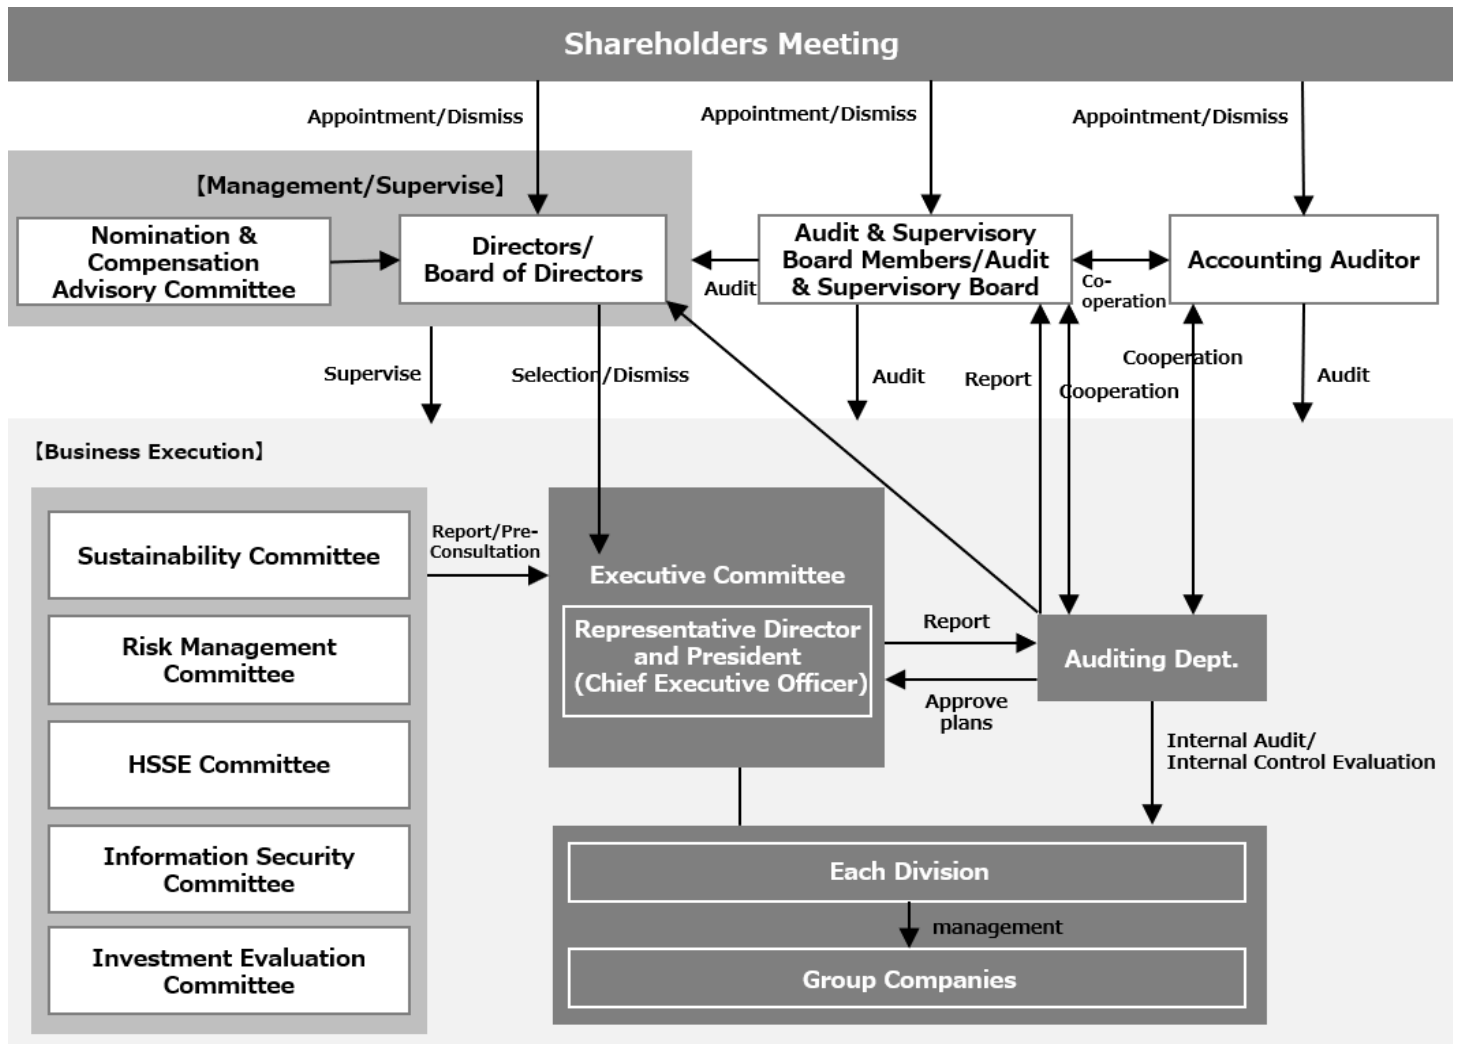 Shareholders Meeting
Appointment/Dismiss
Appointment/Dismiss
Appointment/Dismiss
【Management/Supervise】
Nomination &
Compensation
Advisory Committee
Directors/
Board of Directors
Audit & Supervisory
Board Members/Audit
& Supervisory Board
Accounting Auditor
Audit
Co-
operation
Supervise
Selection/Dismiss
Audit
Report
Cooperation
Cooperation
Audit
【Business Execution】
Sustainability Committee
Risk Management
Committee
HSSE Committee
Information Security
Committee
Investment Evaluation
Committee
Report/Pre-
Consultation
Executive Committee
Representative Director
and President
(Chief Executive Officer)
Report
Approve
plans
Auditing Dept.
Internal Audit/
Internal Control Evaluation
Each Division
management
Group Companies